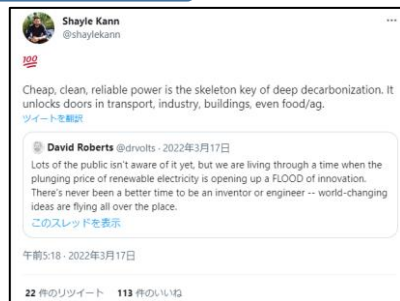 Shayle Kann
@shaylekann
...
💯
Cheap, clean, reliable power is the skeleton key of deep decarbonization. It
unlocks doors in transport, industry, buildings, even food/ag.
ツイートを翻訳
David Roberts @drvolts · 2022年3月17日
Lots of the public isn't aware of it yet, but we are living through a time when the
plunging price of renewable electricity is opening up a FLOOD of innovation.
There's never been a better time to be an inventor or engineer -- world-changing
ideas are flying all over the place.
このスレッドを表示
午前5:18 · 2022年3月17日
22 件のリツイート 113 件のいいね